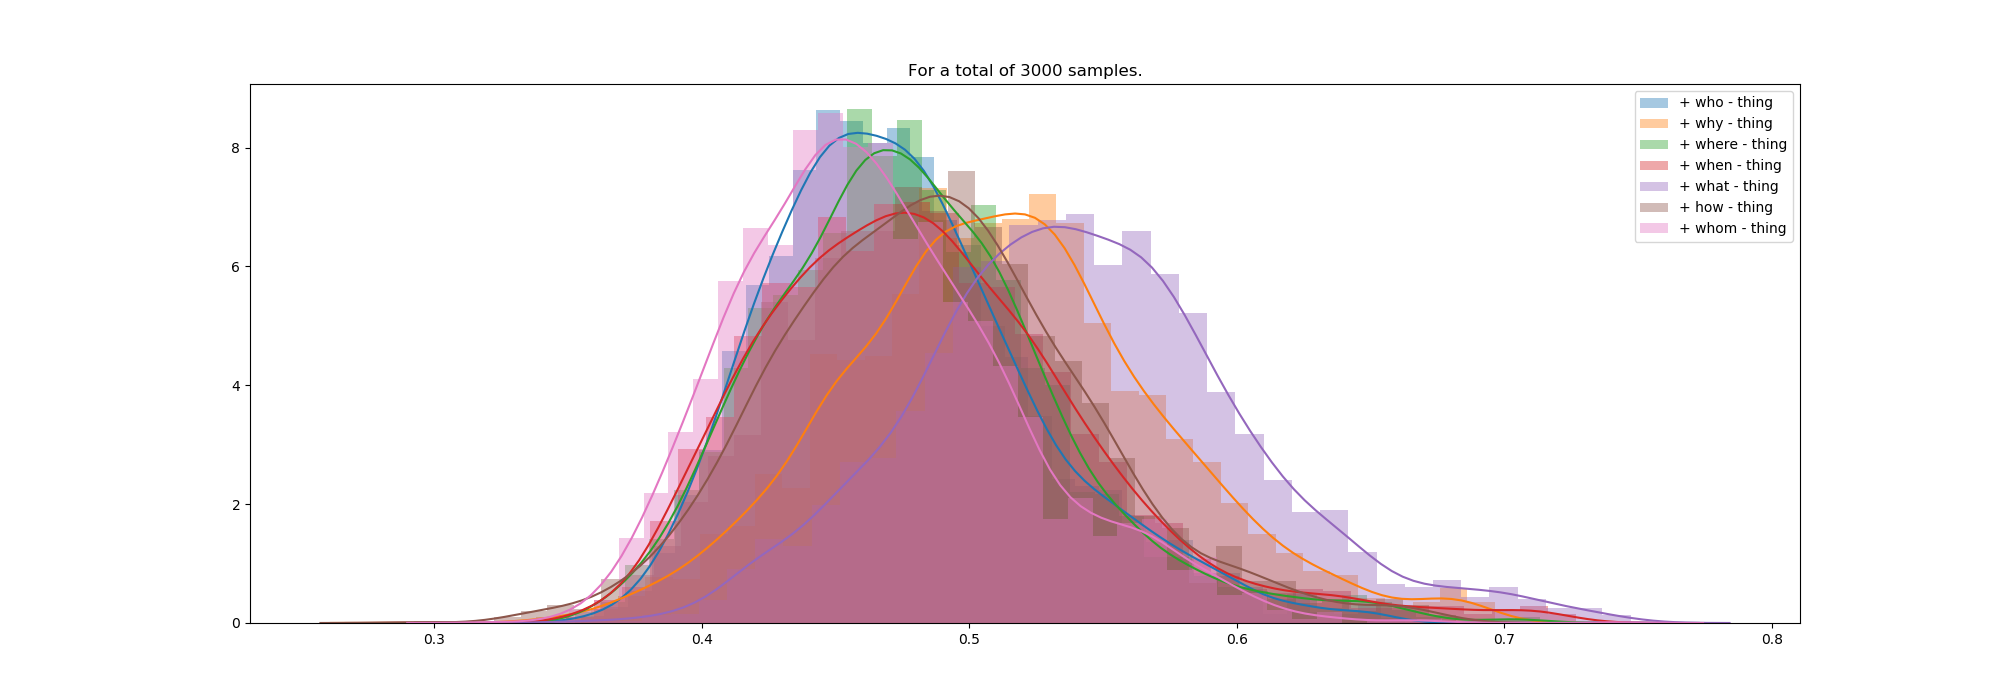 For a total of 3000 samples.
+ who - thing
+ why - thing
+ where - thing
+ when - thing
+ what - thing
+ how - thing
+ whom - thing
8
6
4
2
0
0.3 0.4 0.5 0.6 0.7 0.8